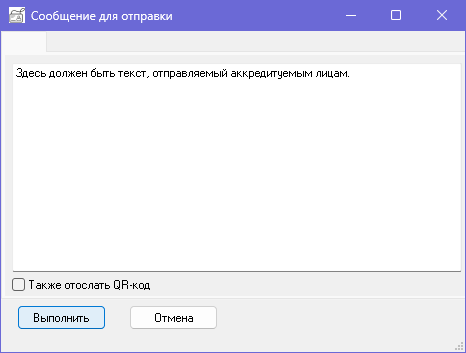 Сообщение для отправки
Здесь должен быть текст, отправляемый аккредитуемым лицам.
Также отослать QR-код
Выполнить
Отмена